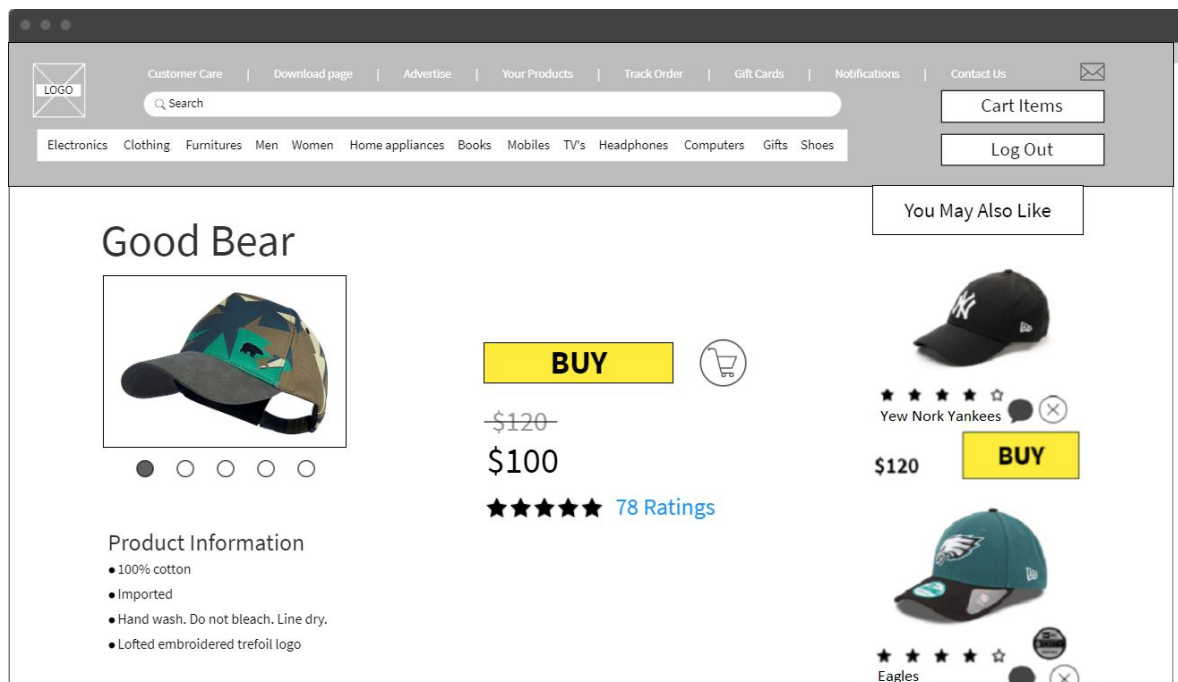 LOGO
Customer Care | Download page | Advertise | Your Products | Track Order | Gift Cards | Notifications | Contact Us
Search
Cart Items
Electronics Clothing Furnitures Men Women Home appliances Books Mobiles TV's Headphones Computers Gifts Shoes
Log Out
You May Also Like
Good Bear
NY
BUY
$120
$100
78 Ratings
Yew Nork Yankees
$120
BUY
Product Information
● 100% cotton
● Imported
● Hand wash. Do not bleach. Line dry.
● Lofted embroidered trefoil logo
Eagles